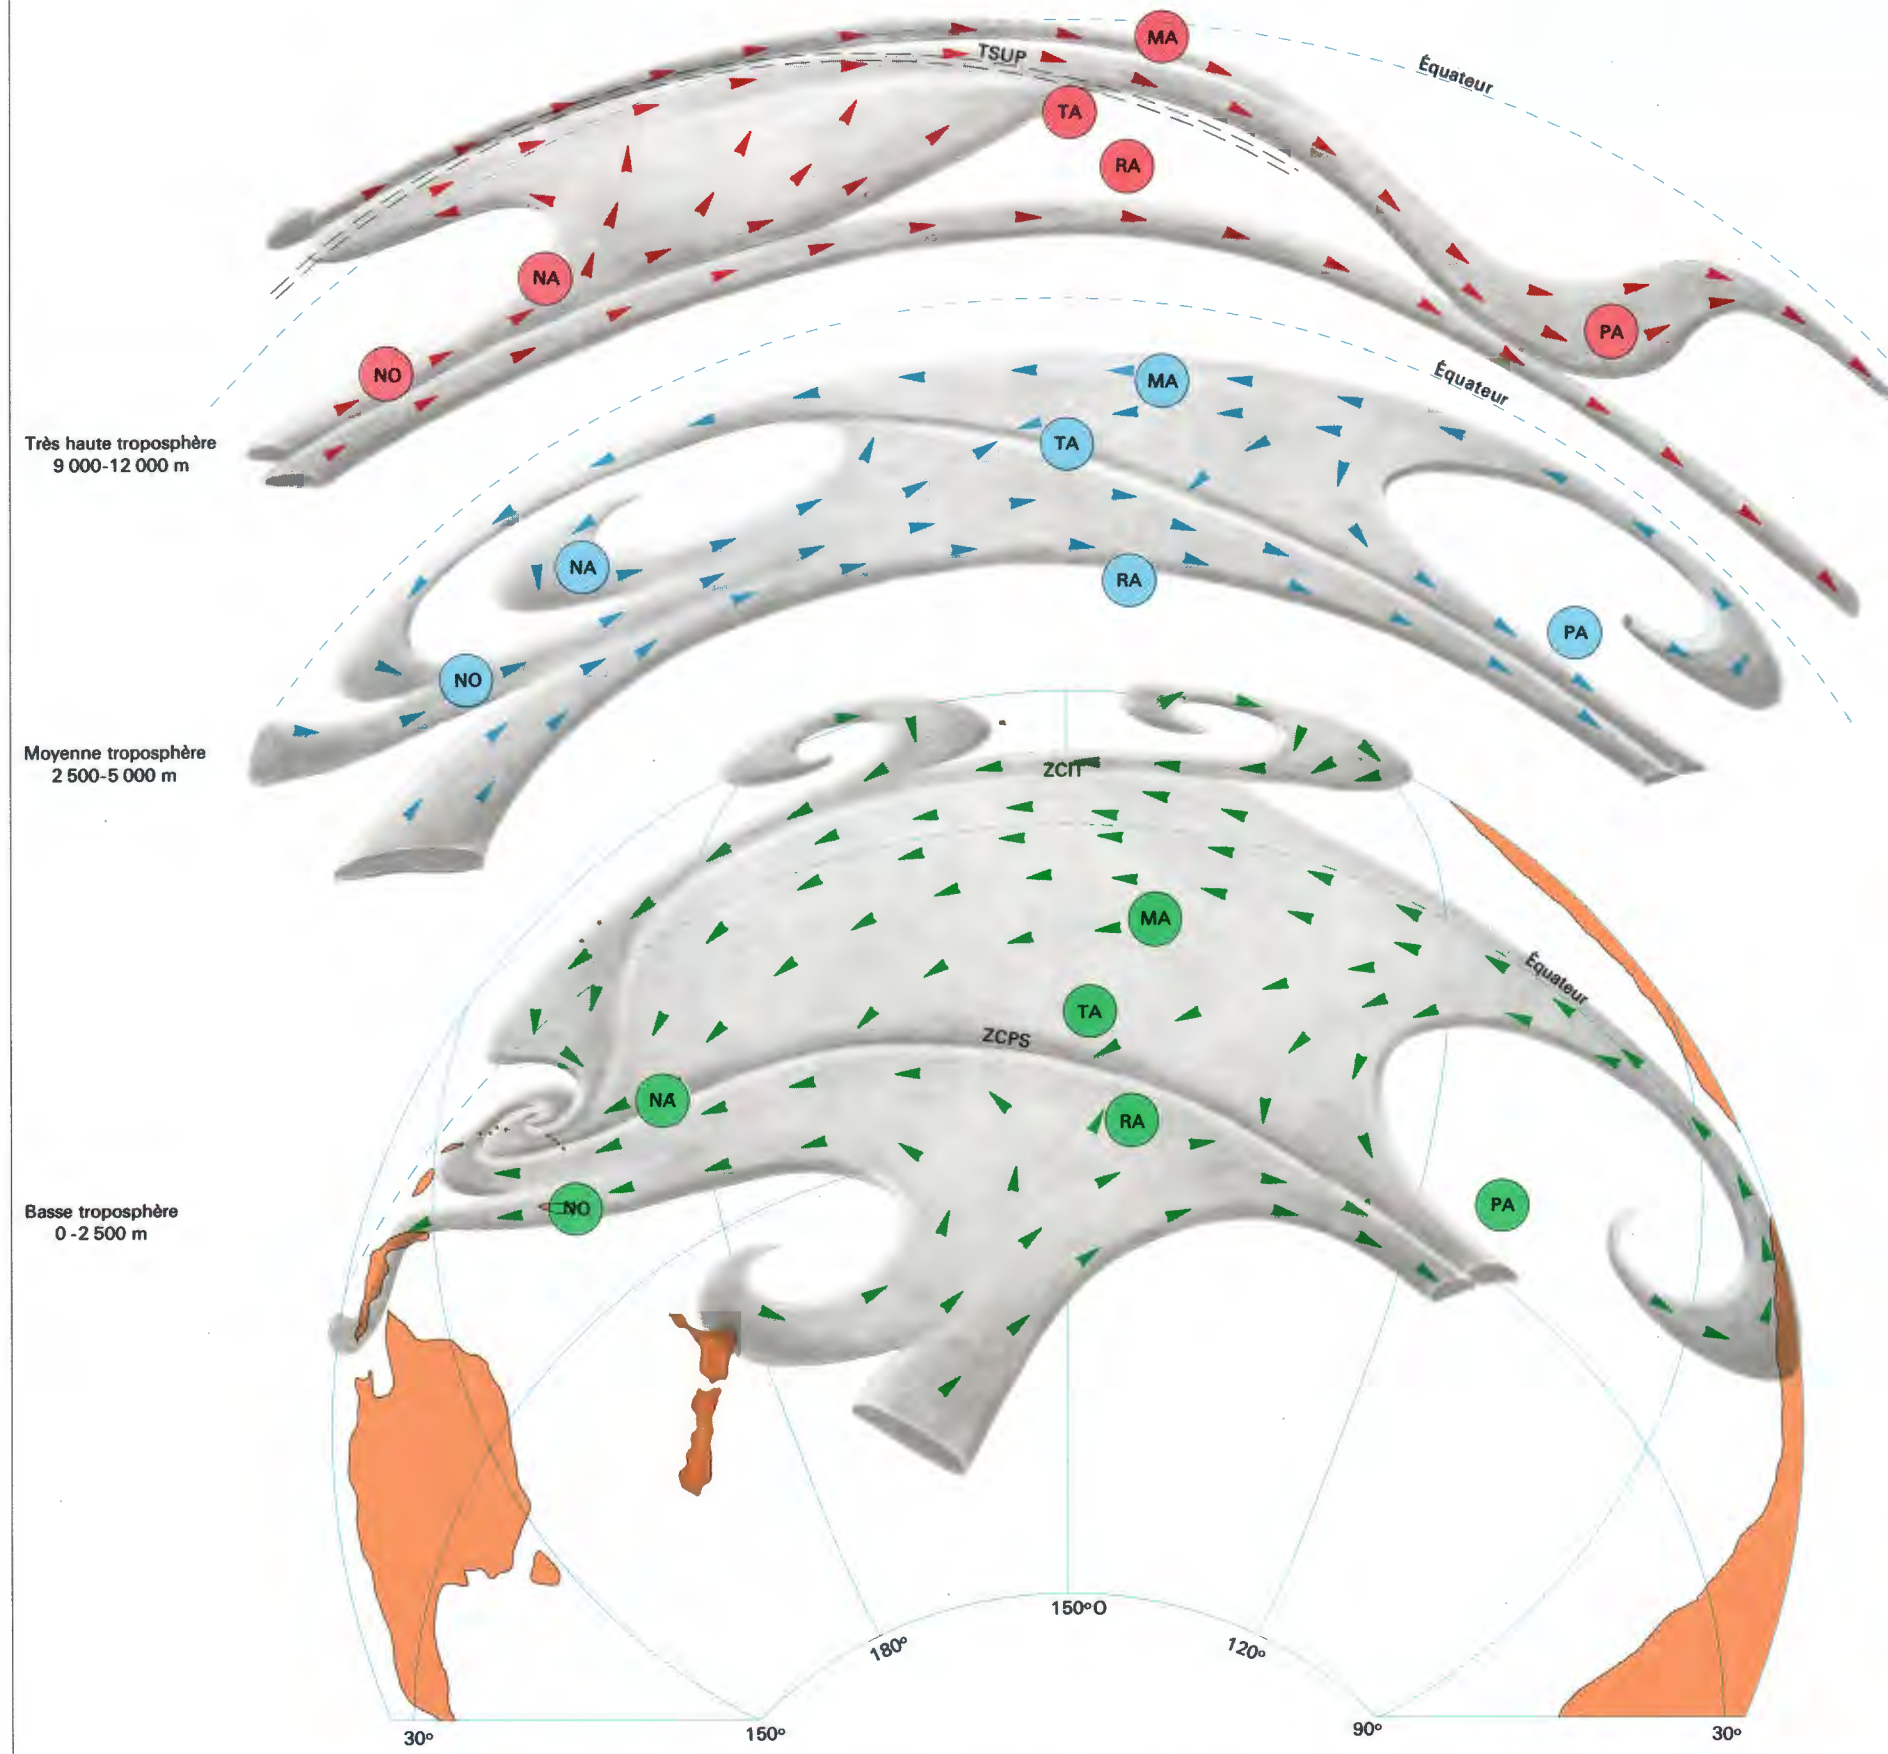 MA
TSUP
Équateur
TA
RA
NA
PA
NO
Très haute troposphère
9 000-12 000 m
Équateur
MA
TA
NA
RA
PA
NO
Moyenne troposphère
2 500-5 000 m
ZCIT
MA
Équateur
TA
ZCPS
NA
RA
PA
NO
Basse troposphère
0 -2 500 m
150°O
180°
120°
30°
150°
90°
30°